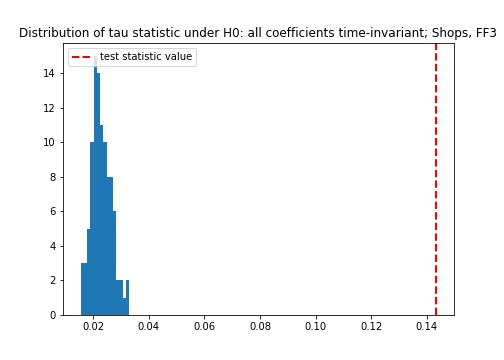 Distribution of tau statistic under H0: all coefficients time-invariant; Shops, FF3
test statistic value
14
12
10
8
6
4
2
0
0.02 0.04 0.06 0.08 0.10 0.12 0.14